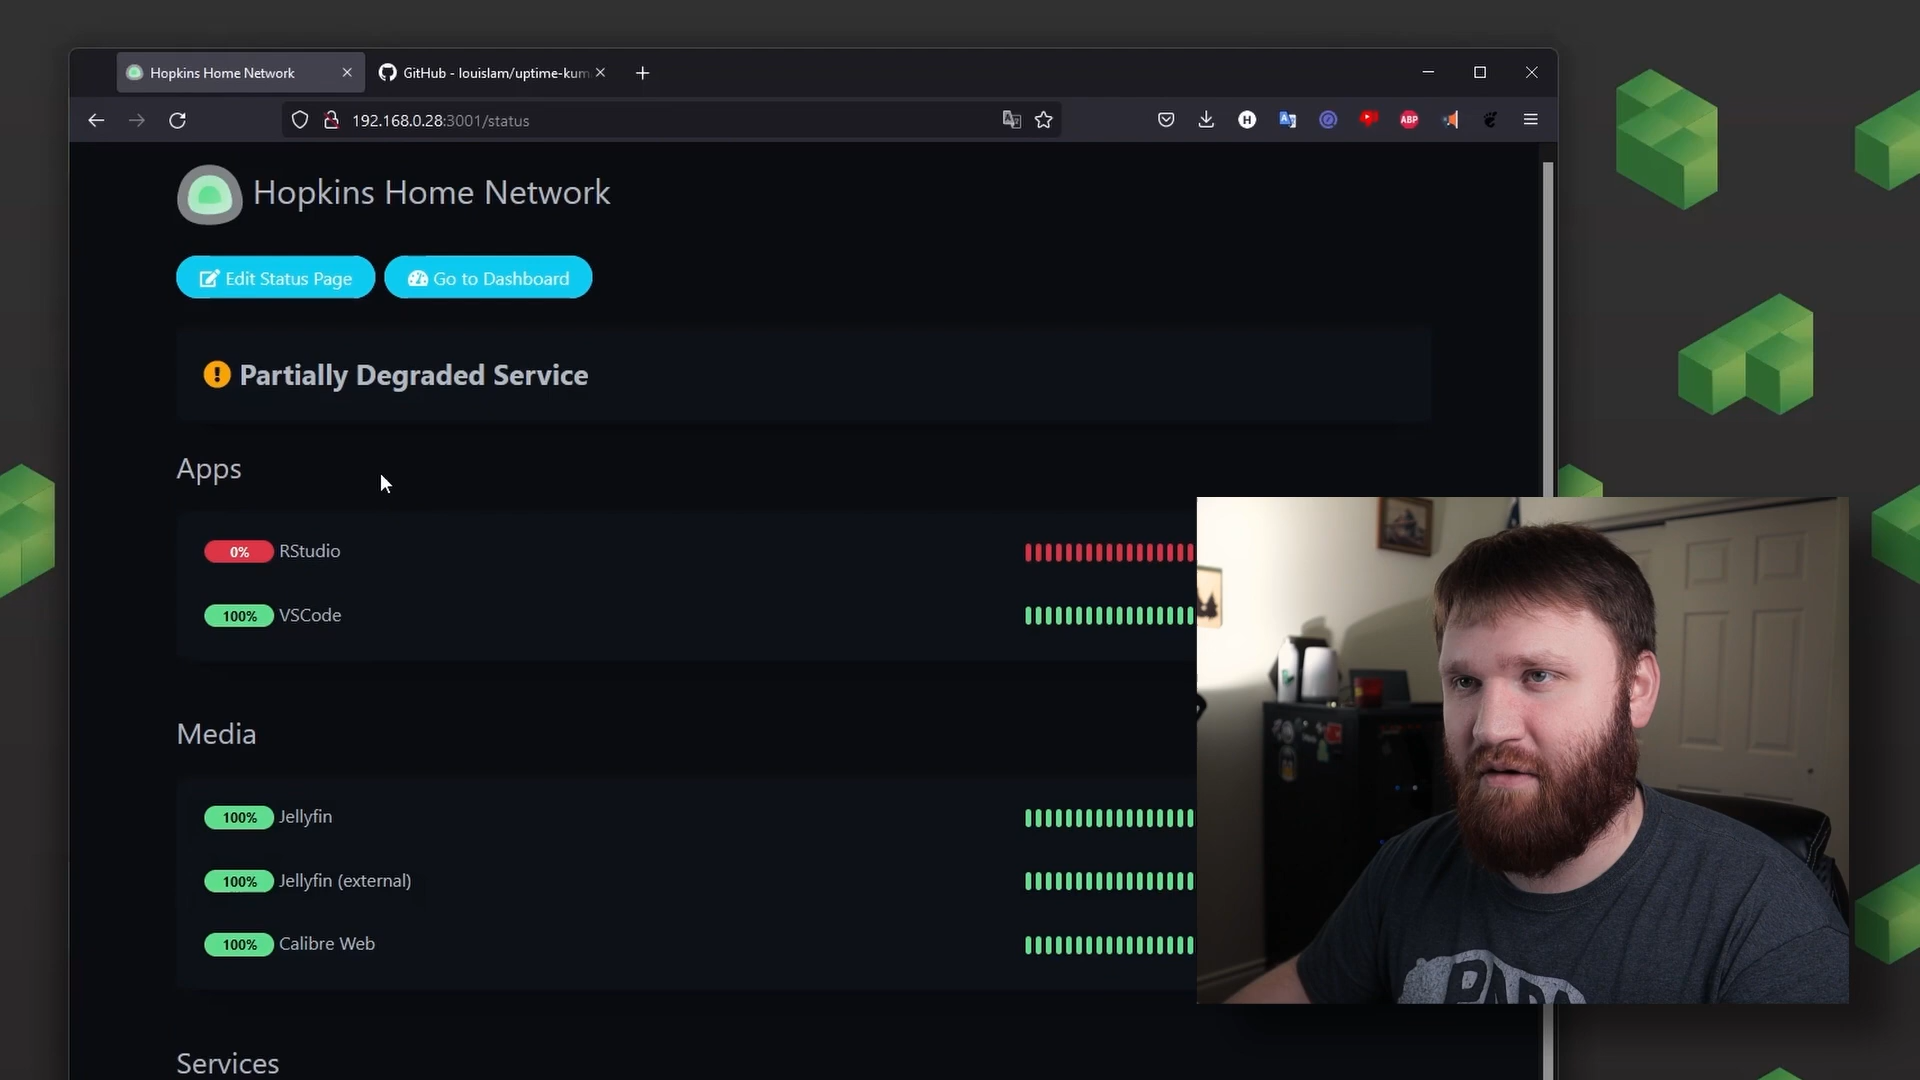 Hopkins Home Network
GitHub - louislam/uptime-kum
192.168.0.28:3001/status
H
ABP
Hopkins Home Network
Edit Status Page
Go to Dashboard
Partially Degraded Service
Apps
0% RStudio
100% VSCode
Media
100% Jellyfin
100% Jellyfin (external)
100% Calibre Web
Services